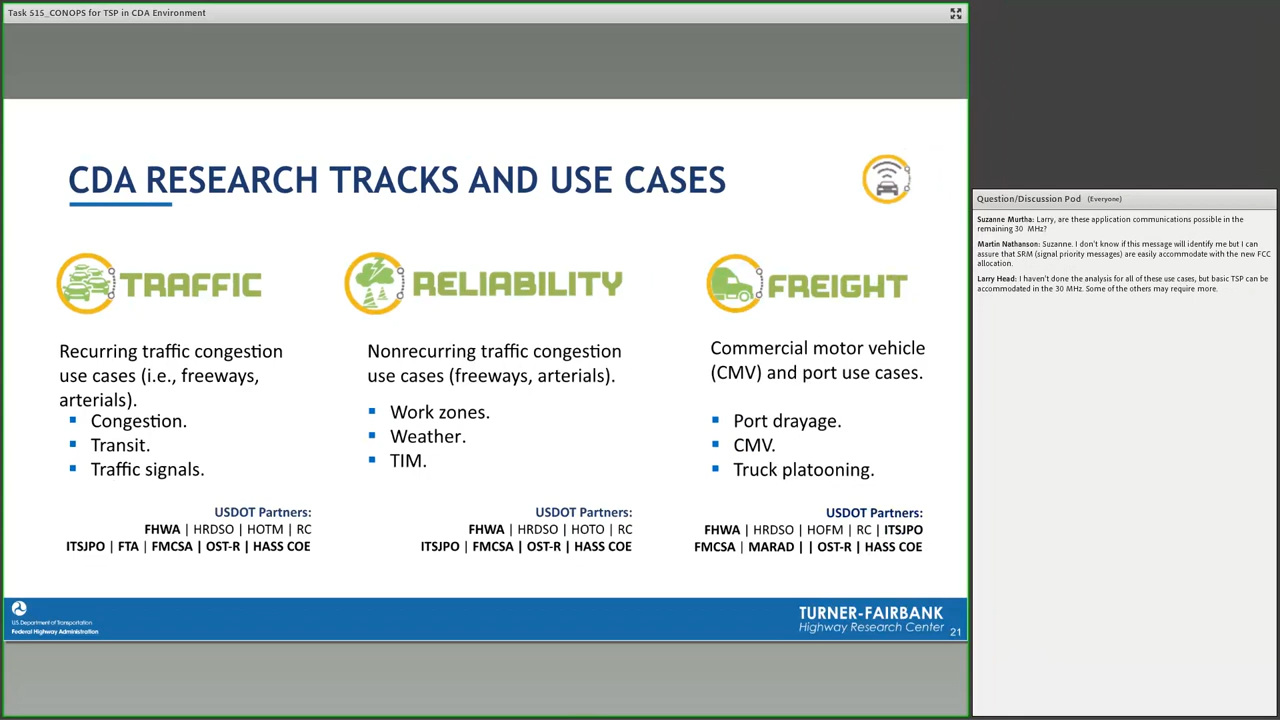 Task 515_CONOPS for TSP in CDA Environment
CDA RESEARCH TRACKS AND USE CASES
TRAFFIC
Recurring traffic congestion
use cases (i.e., freeways,
arterials).
Congestion.
Transit.
Traffic signals.
USDOT Partners:
FHWA | HRDSO | HOTM | RC
ITSJPO | FTA | FMCSA | OST-R | HASS COE
RELIABILITY
Nonrecurring traffic congestion
use cases (freeways, arterials).
Work zones.
Weather.
TIM.
USDOT Partners:
FHWA | HRDSO | HOTO | RC
ITSJPO | FMCSA | OST-R | HASS COE
FREIGHT
Commercial motor vehicle
(CMV) and port use cases.
Port drayage.
CMV.
Truck platooning.
USDOT Partners:
FHWA | HRDSO | HOFM | RC | ITSJPO
FMCSA | MARAD | | OST-R | HASS COE
U.S Department of Transportation
Federal Highway Administration
TURNER-FAIRBANK
Highway Research Center
21
Question/Discussion Pod (Everyone)
Suzanne Murtha: Larry, are these application communications possible in the
remaining 30 MHz?
Martin Nathanson: Suzanne. I don't know if this message will identify me but I can
assure that SRM (signal priority messages) are easily accommodate with the new FCC
allocation.
Larry Head: I haven't done the analysis for all of these use cases, but basic TSP can be
accommodated in the 30 MHz. Some of the others may require more.